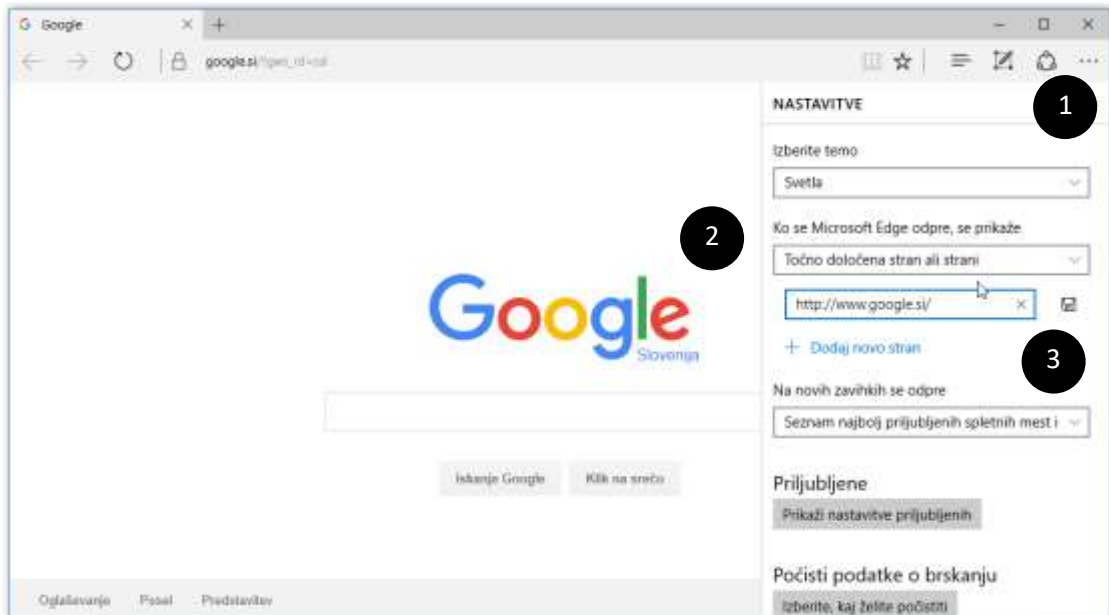 Google
google.si/?gws_rd=ssl
NASTAVITVE
1
Izberite temo
Svetla
2
Ko se Microsoft Edge odpre, se prikaže
Točno določena stran ali strani
http://www.google.si/
Dodaj novo stran
3
Google
Slovenija
Na novih zavihkih se odpre
Seznam najbolj priljubljenih spletnih mest i
Iskanje Google
Klik na srečo
Priljubljene
Prikaži nastavitve priljubljenih
Počisti podatke o brskanju
Izberite, kaj želite počistiti
Oglaševanje
Posel
Predstavitev